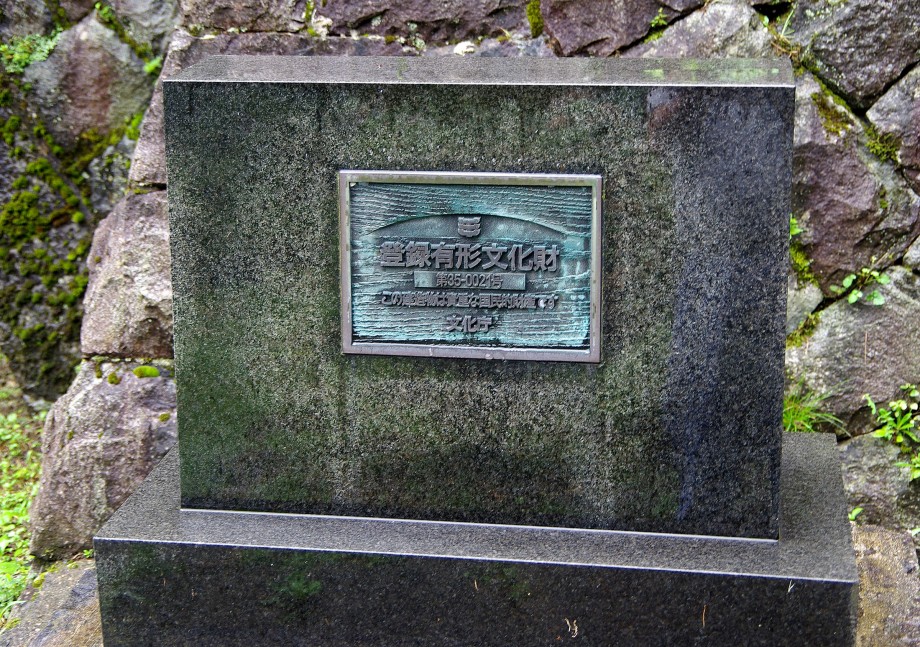 登録有形文化財
第35-0021号
この建造物は貴重な国民的財産です
文化庁